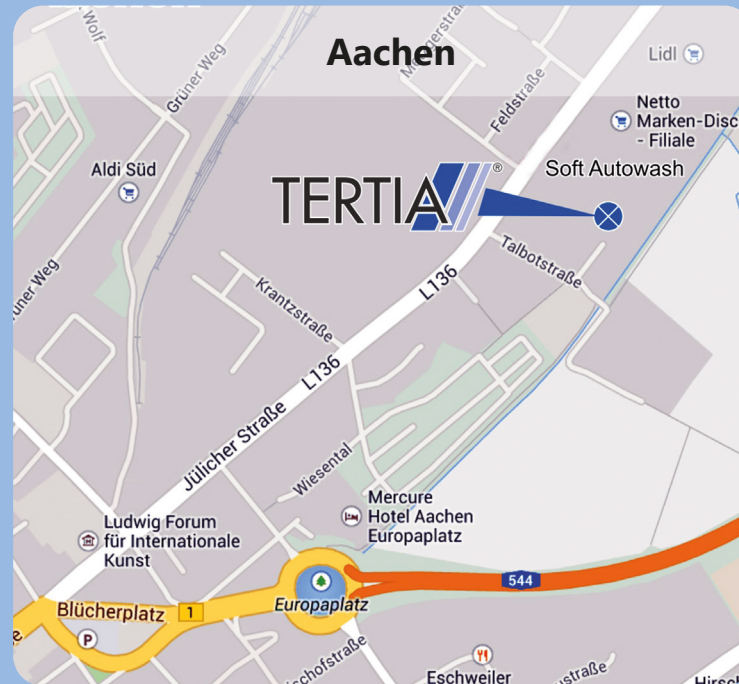 Aachen
Wolf
Grüner Weg
Feldstraße
Lidl
Netto
Marken-Disc
- Filiale
Aldi Süd
TERTIA®
Soft Autowash
Talbotstraße
L136
Krantzstraße
L136
Jülicher Straße
Wiesental
Mercure
Hotel Aachen
Europaplatz
Ludwig Forum
für Internationale
Kunst
544
Europaplatz
Blücherplatz
1
P
Eschweiler